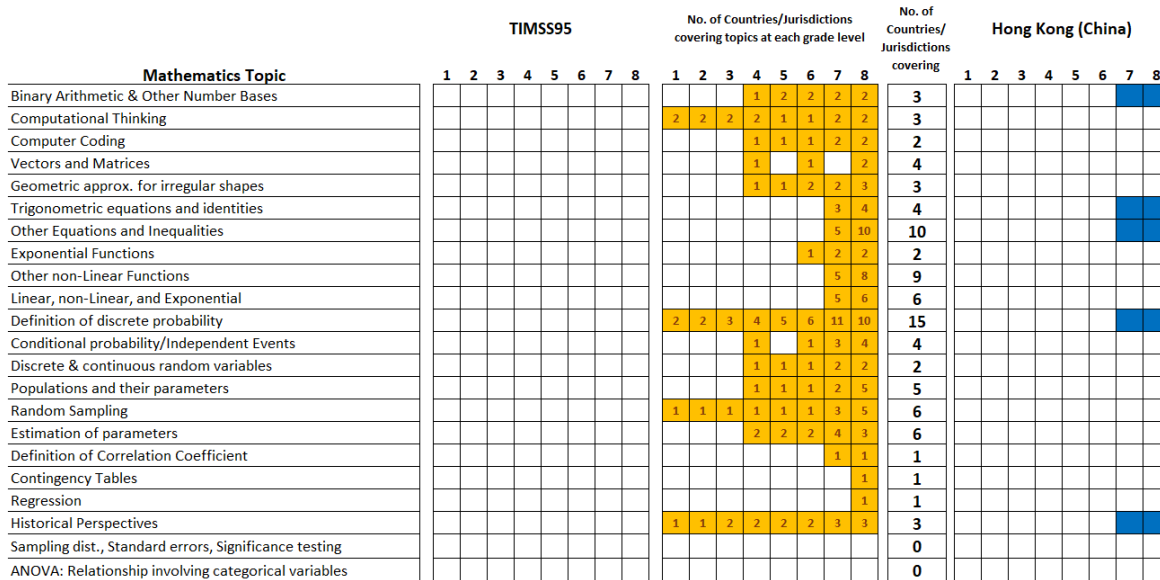 TIMSS95
No. of Countries/Jurisdictions
covering topics at each grade level
No. of
Countries/
Jurisdictions
covering
Hong Kong (China)
Mathematics Topic 1 2 3 4 5 6 7 8 1 2 3 4 5 6 7 8 1 2 3 4 5 6 7 8
Binary Arithmetic & Other Number Bases 1 2 2 2 2 3
Computational Thinking 2 2 2 2 1 1 2 2 3
Computer Coding 1 1 1 2 2 2
Vectors and Matrices 1 1 2 4
Geometric approx. for irregular shapes 1 1 2 2 3 3
Trigonometric equations and identities 3 4 4
Other Equations and Inequalities 5 10 10
Exponential Functions 1 2 2 2
Other non-Linear Functions 5 8 9
Linear, non-Linear, and Exponential 5 6 6
Definition of discrete probability 2 2 3 4 5 6 11 10 15
Conditional probability/Independent Events 1 1 3 4 4
Discrete & continuous random variables 1 1 1 2 2 2
Populations and their parameters 1 1 1 2 5 5
Random Sampling 1 1 1 1 1 1 3 5 6
Estimation of parameters 2 2 2 4 3 6
Definition of Correlation Coefficient 1 1 1
Contingency Tables 1 1
Regression 1 1
Historical Perspectives 1 1 2 2 2 2 3 3 3
Sampling dist., Standard errors, Significance testing 0
ANOVA: Relationship involving categorical variables 0